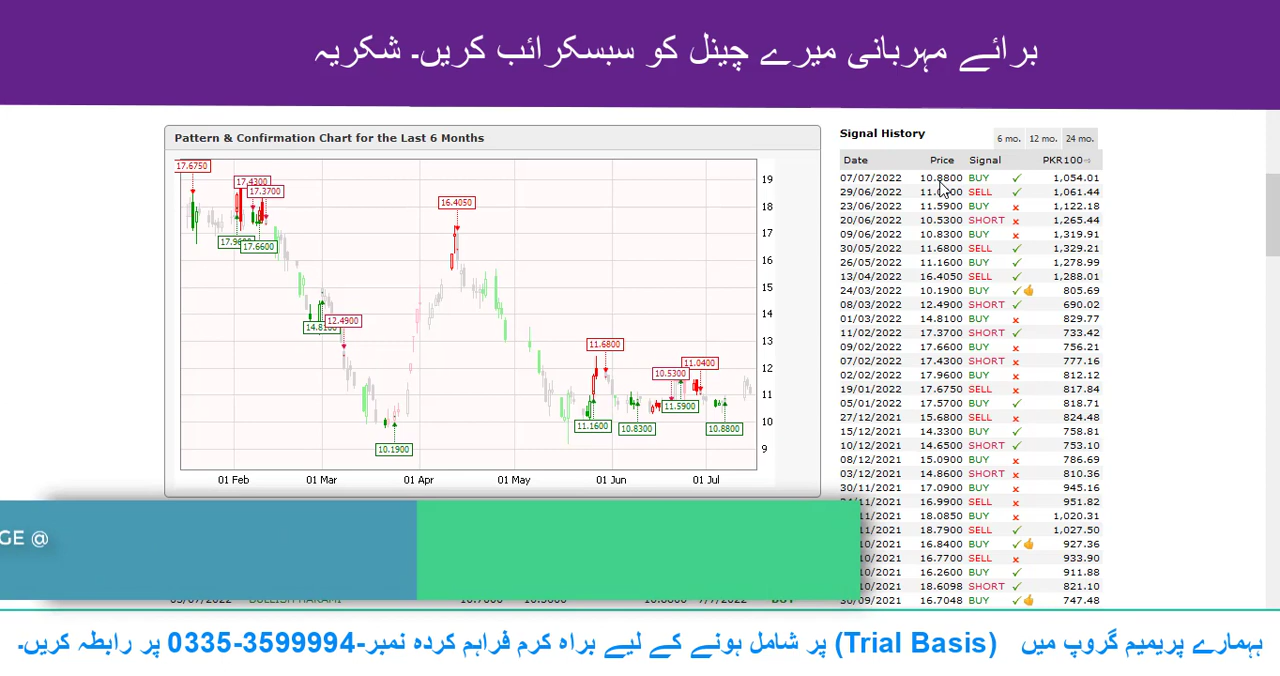 برائے مہربانی میرے چینل کو سبسکرائب کریں۔ شکریہ
Pattern & Confirmation Chart for the Last 6 Months
17.6750
17.4300
17.3700
17.6600
14.8100
12.4900
10.1900
16.4050
11.6800
11.1600
10.8300
10.5300
11.5900
11.0400
10.8800
19
18
17
16
15
14
13
12
11
10
9
01 Feb 01 Mar 01 Apr 01 May 01 Jun 01 Jul
Signal History
6 mo. 12 mo. 24 mo.
Date Price Signal PKR100
07/07/2022 10.8800 BUY 1,054.01
29/06/2022 SELL 1,061.44
23/06/2022 11.5900 BUY 1,122.18
20/06/2022 10.5300 SHORT 1,265.44
09/06/2022 10.8300 BUY 1,319.91
30/05/2022 11.6800 SELL 1,329.21
26/05/2022 11.1600 BUY 1,278.99
13/04/2022 16.4050 SELL 1,288.01
24/03/2022 10.1900 BUY 805.69
08/03/2022 12.4900 SHORT 690.02
01/03/2022 14.8100 BUY 829.77
11/02/2022 17.3700 SHORT 733.42
09/02/2022 17.6600 BUY 756.21
07/02/2022 17.4300 SHORT 777.16
02/02/2022 17.9600 BUY 812.12
19/01/2022 17.6750 SELL 817.84
05/01/2022 17.5700 BUY 818.71
27/12/2021 15.6800 SELL 824.48
15/12/2021 14.3300 BUY 758.81
10/12/2021 14.6500 SHORT 753.10
08/12/2021 15.0900 BUY 786.69
03/12/2021 14.8600 SHORT 810.36
30/11/2021 17.0900 BUY 945.16
16.9900 SELL 951.82
11/2021 18.0850 BUY 1,020.31
11/2021 18.7900 SELL 1,027.50
10/2021 16.8400 BUY 927.36
10/2021 16.7700 SELL 933.90
10/2021 16.2600 BUY 911.88
10/2021 18.6098 SHORT 821.10
30/09/2021 16.7048 BUY 747.48
GE @
ہمارے پریمیم گروپ میں (Trial Basis) پر شامل ہونے کے لیے براہ کرم فراہم کردہ نمبر-0335-3599994 پر رابطہ کریں۔